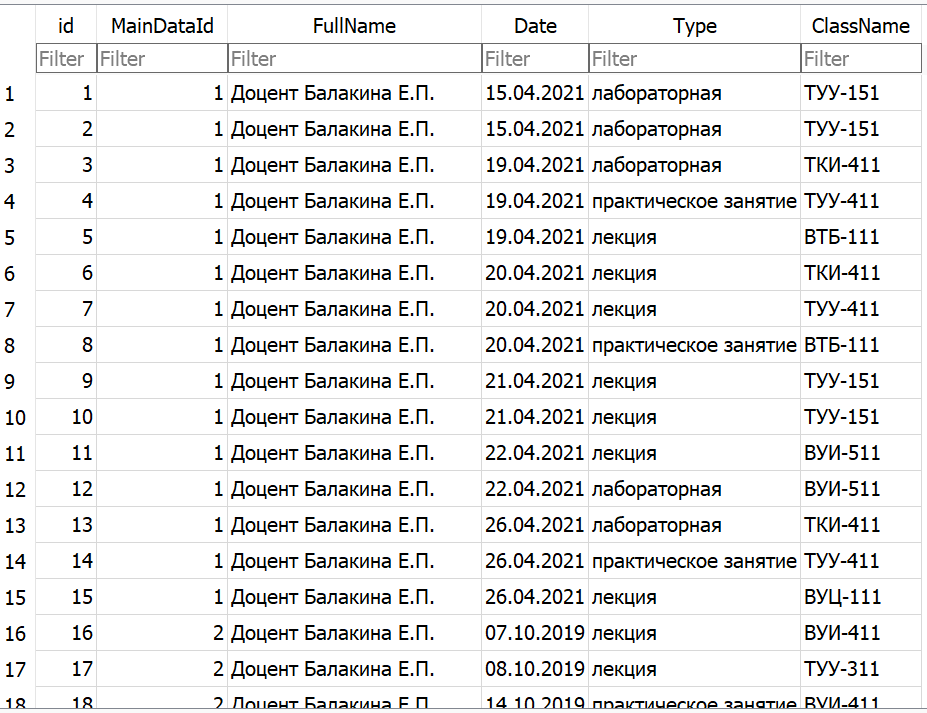 id MainDataId FullName Date Type ClassName
Filter Filter Filter Filter Filter Filter
1 1 1 Доцент Балакина Е.П. 15.04.2021 лабораторная ТУУ-151
2 2 1 Доцент Балакина Е.П. 15.04.2021 лабораторная ТУУ-151
3 3 1 Доцент Балакина Е.П. 19.04.2021 лабораторная ТКИ-411
4 4 1 Доцент Балакина Е.П. 19.04.2021 практическое занятие ТУУ-411
5 5 1 Доцент Балакина Е.П. 19.04.2021 лекция ВТБ-111
6 6 1 Доцент Балакина Е.П. 20.04.2021 лекция ТКИ-411
7 7 1 Доцент Балакина Е.П. 20.04.2021 лекция ТУУ-411
8 8 1 Доцент Балакина Е.П. 20.04.2021 практическое занятие ВТБ-111
9 9 1 Доцент Балакина Е.П. 21.04.2021 лекция ТУУ-151
10 10 1 Доцент Балакина Е.П. 21.04.2021 лекция ТУУ-151
11 11 1 Доцент Балакина Е.П. 22.04.2021 лекция ВУИ-511
12 12 1 Доцент Балакина Е.П. 22.04.2021 лабораторная ВУИ-511
13 13 1 Доцент Балакина Е.П. 26.04.2021 лабораторная ТКИ-411
14 14 1 Доцент Балакина Е.П. 26.04.2021 практическое занятие ТУУ-411
15 15 1 Доцент Балакина Е.П. 26.04.2021 лекция ВУЦ-111
16 16 2 Доцент Балакина Е.П. 07.10.2019 лекция ВУИ-411
17 17 2 Доцент Балакина Е.П. 08.10.2019 лекция ТУУ-311
18 18 2 Доцент Балакина Е.П. 14.10.2019 практическое занятие ВУИ-411